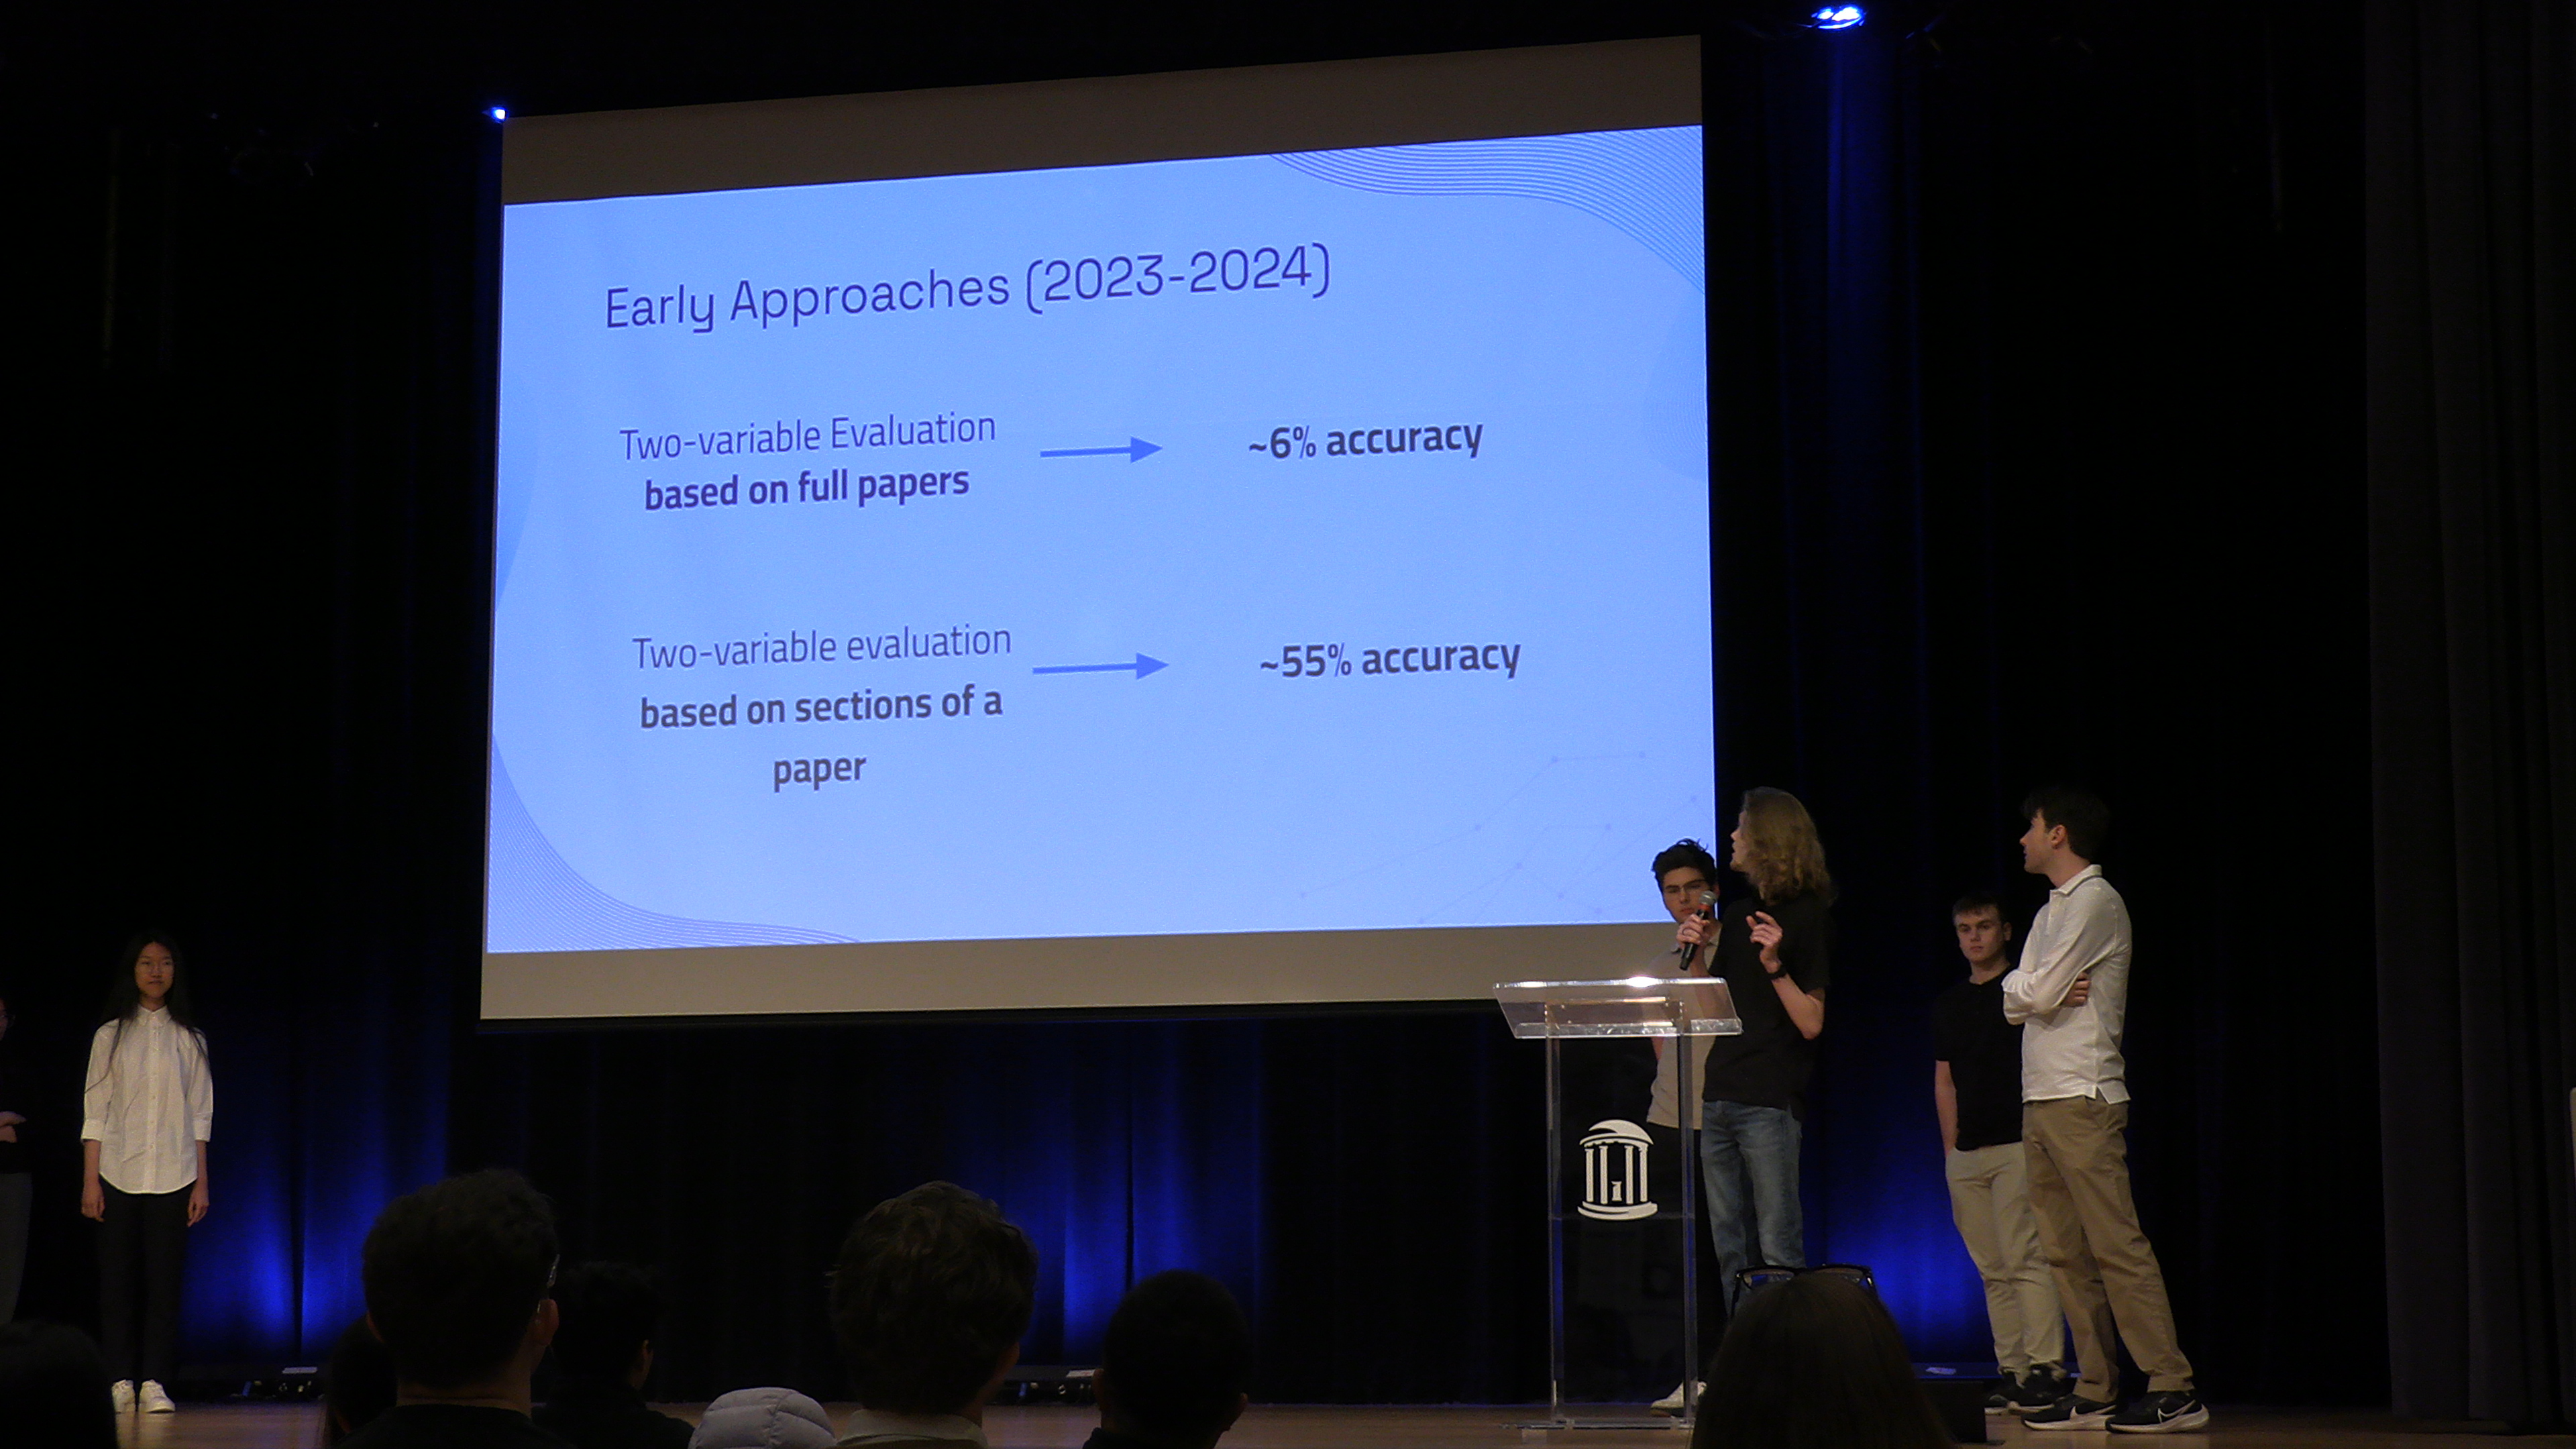 Early Approaches (2023-2024)
Two-variable Evaluation
based on full papers
~6% accuracy
Two-variable evaluation
based on sections of a
paper
~55% accuracy